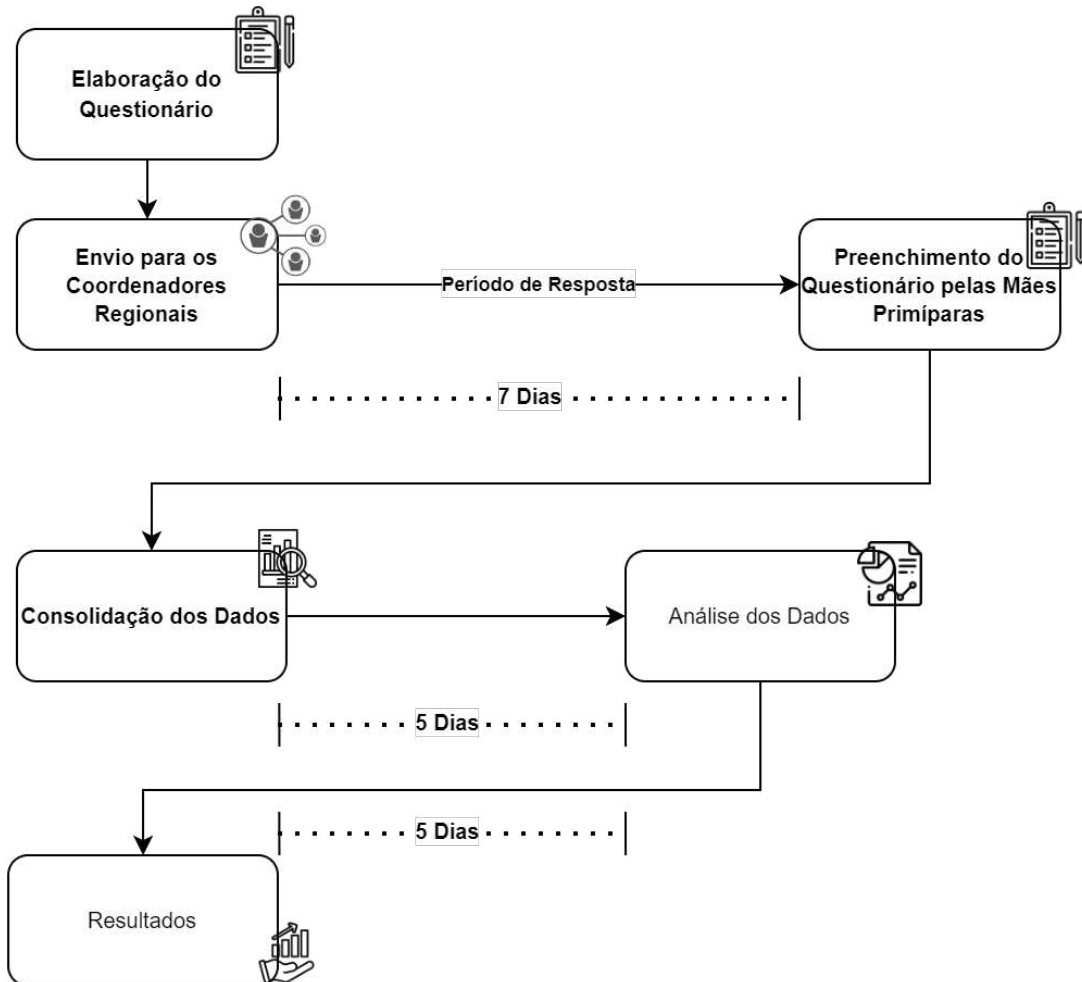 Elaboração do
Questionário
Envio para os
Coordenadores
Regionais
Período de Resposta
Preenchimento do
Questionário pelas Mães
Primíparas
7 Dias
Consolidação dos Dados
Análise dos Dados
5 Dias
5 Dias
Resultados